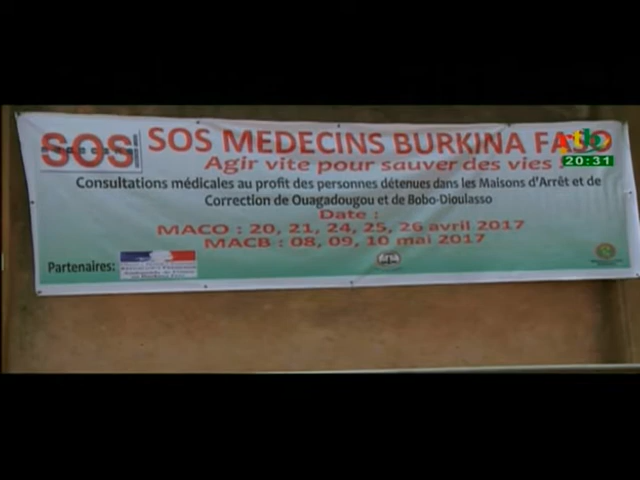 SOS
SOS MEDECINS BURKINA FASO
rtb
20:31
Agir vite pour sauver des vies !
Consultations médicales au profit des personnes détenues dans les Maisons d'Arrêt et de
Correction de Ouagadougou et de Bobo-Dioulasso
Date :
MACO : 20, 21, 24, 25, 26 avril 2017
MACB : 08, 09, 10 mai 2017
Partenaires: